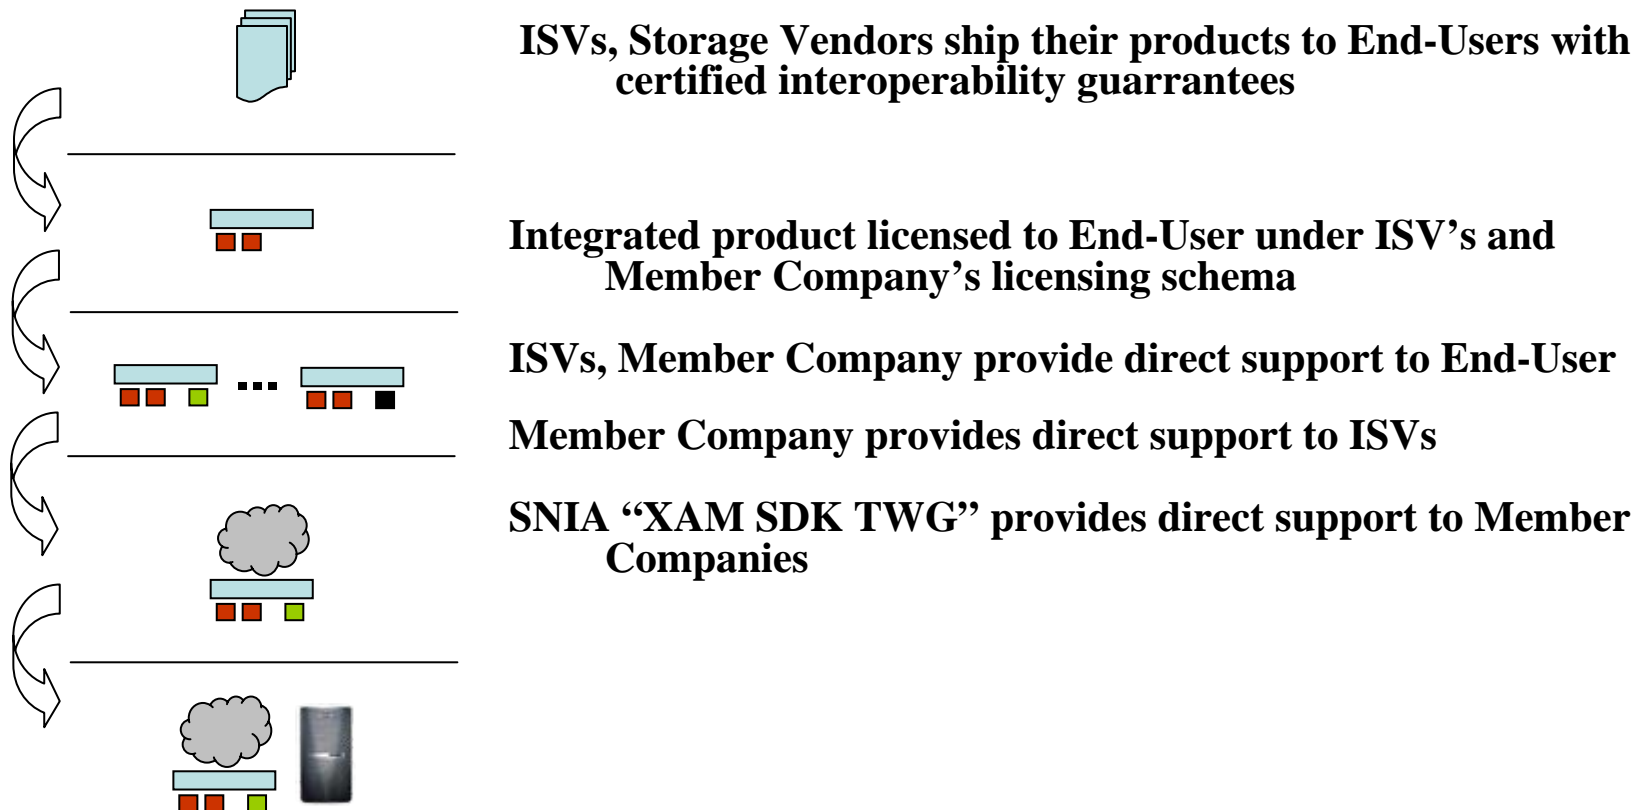 ISVs, Storage Vendors ship their products to End-Users with
certified interoperability guarrantees
Integrated product licensed to End-User under ISV’s and
Member Company’s licensing schema
ISVs, Member Company provide direct support to End-User
Member Company provides direct support to ISVs
SNIA “XAM SDK TWG” provides direct support to Member
Companies